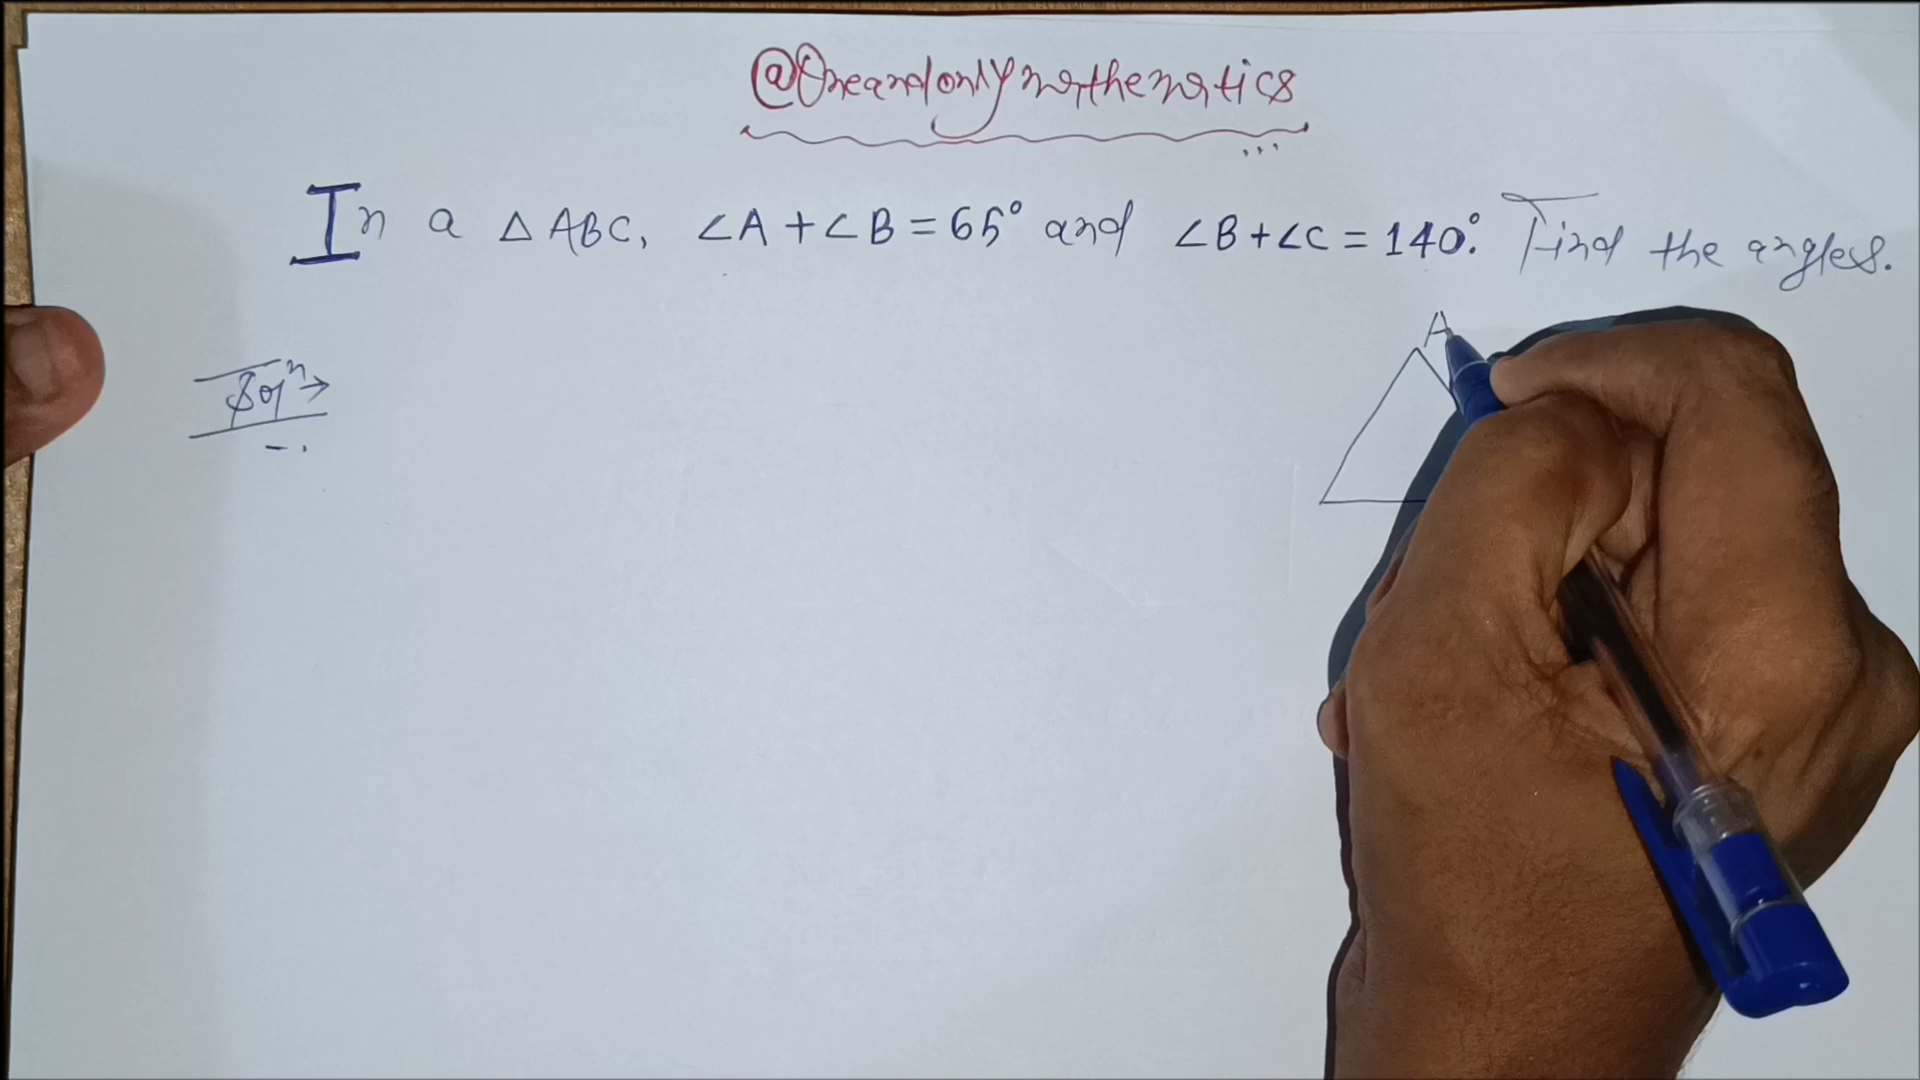 @Oneandonlymathematics
In a △ ABC, ∠A + ∠B = 65° and ∠B + ∠C = 140°. Find the angles.
Solⁿ→
A